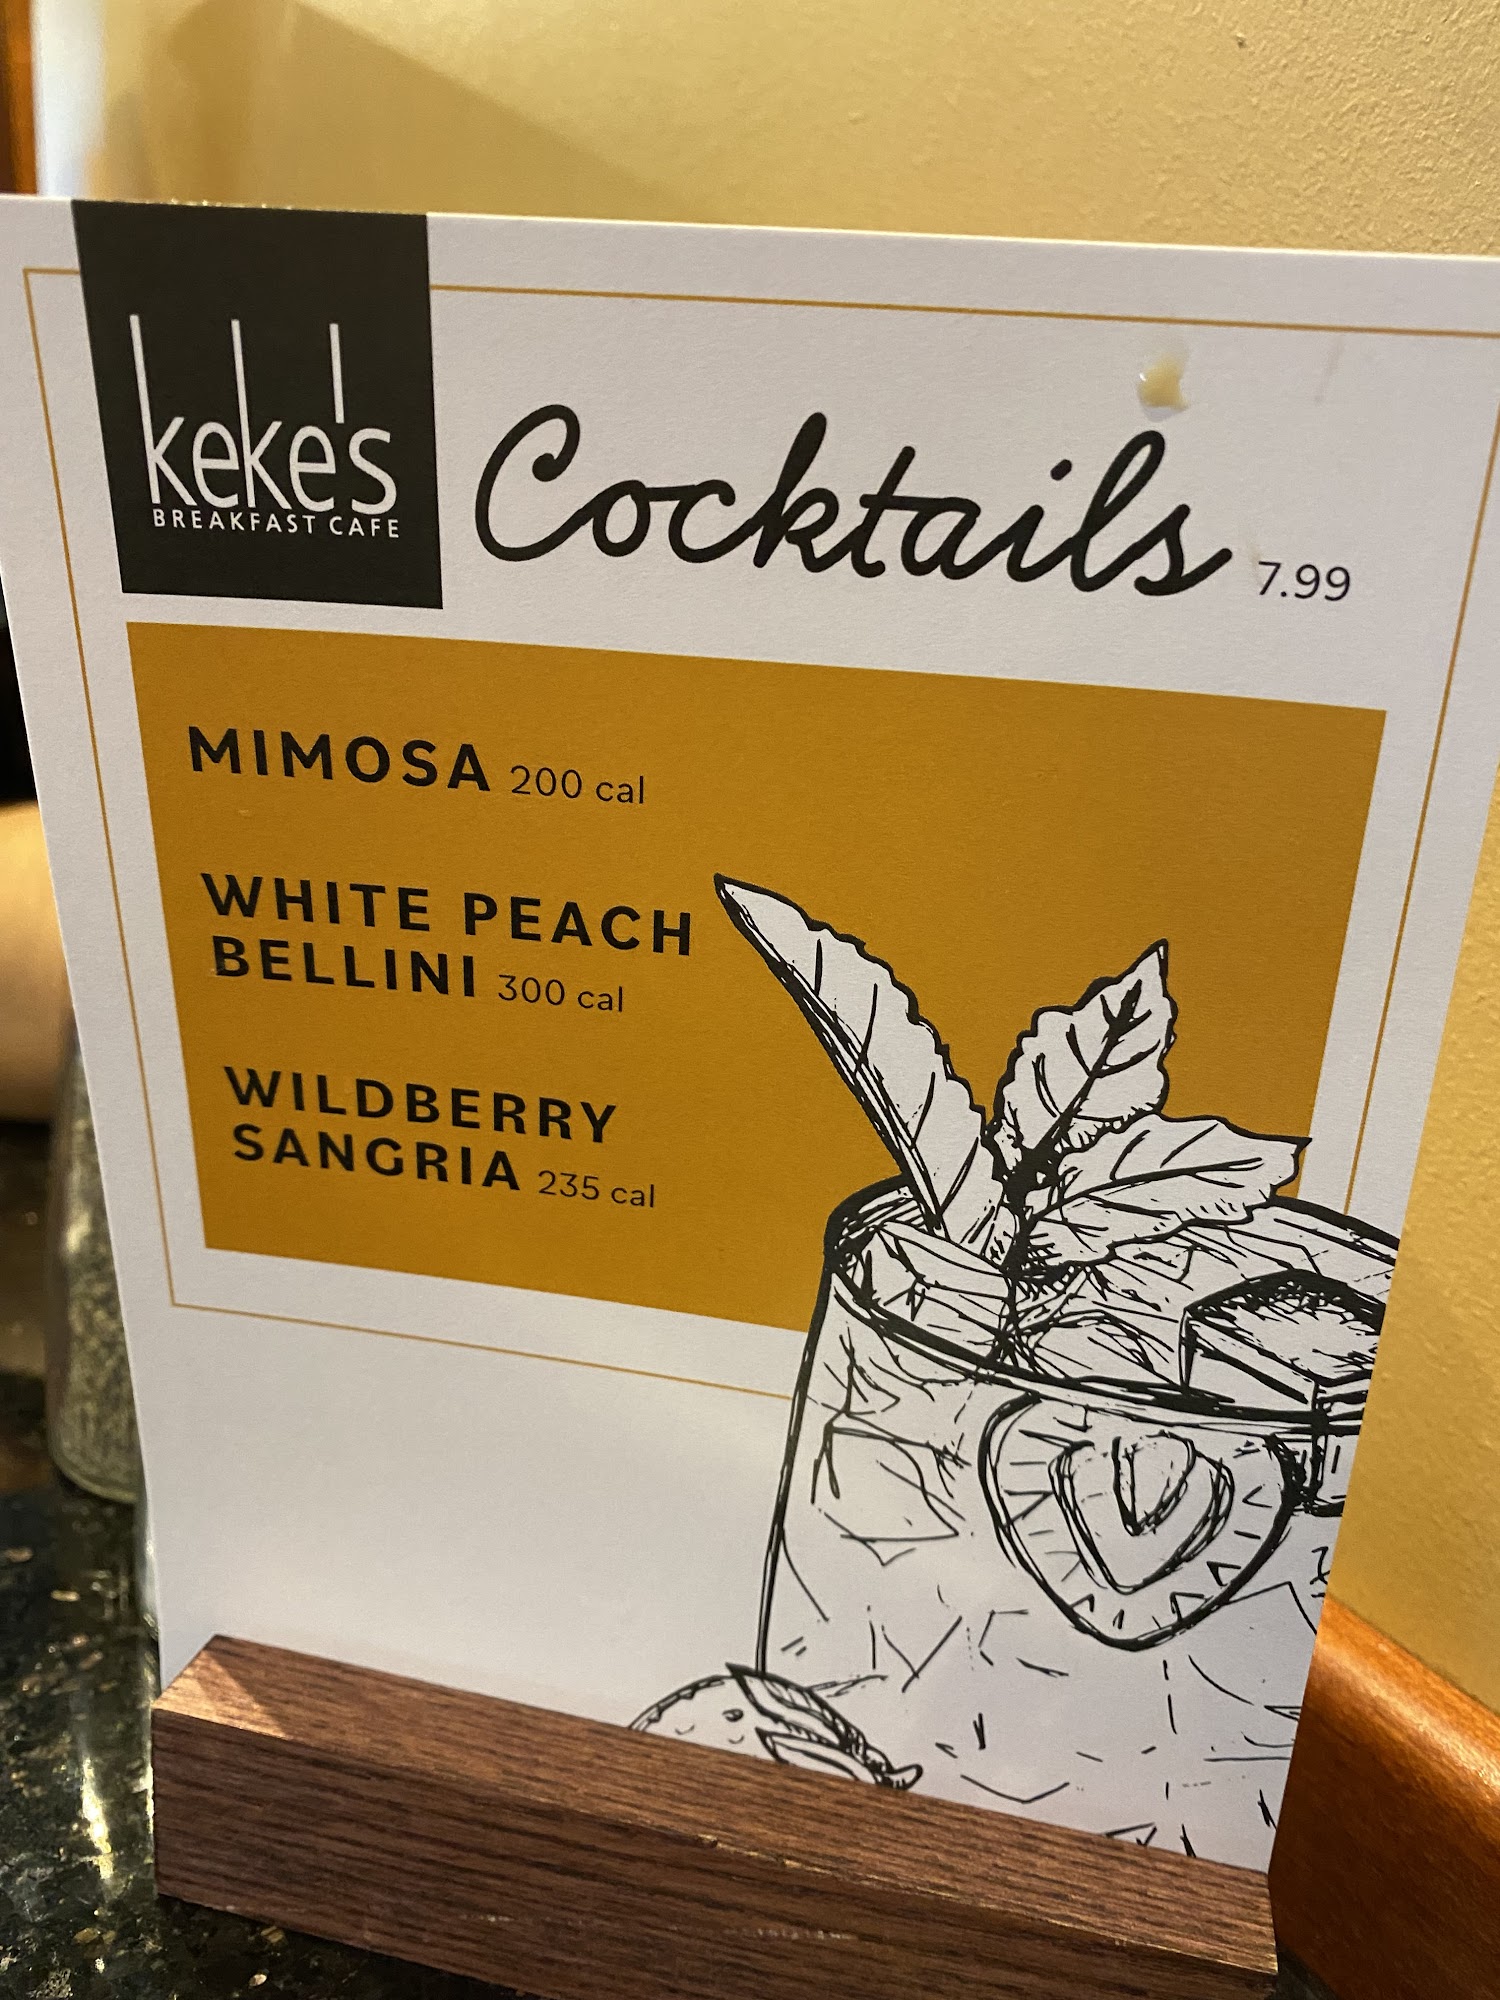 keke's
BREAKFAST CAFE
Cocktails 7.99
MIMOSA 200 cal
WHITE PEACH
BELLINI 300 cal
WILDBERRY
SANGRIA 235 cal